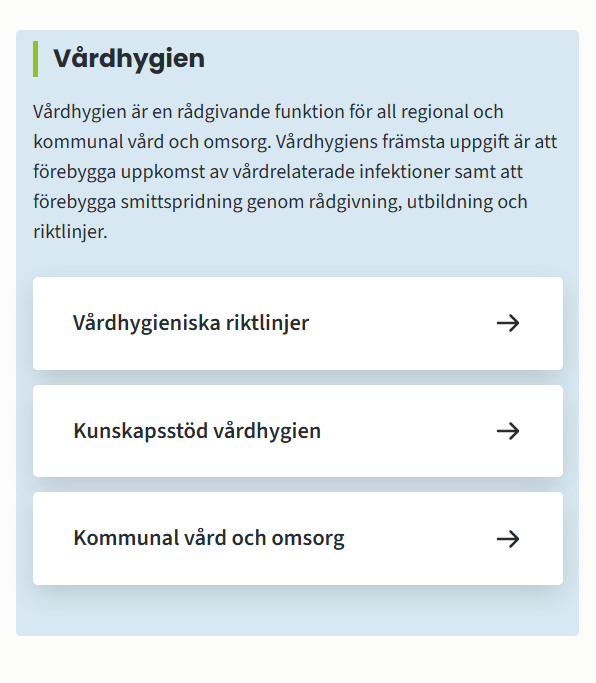 Vårdhygien
Vårdhygien är en rådgivande funktion för all regional och
kommunal vård och omsorg. Vårdhygiens främsta uppgift är att
förebygga uppkomst av vårdrelaterade infektioner samt att
förebygga smittspridning genom rådgivning, utbildning och
riktlinjer.
Vårdhygieniska riktlinjer
Kunskapsstöd vårdhygien
Kommunal vård och omsorg